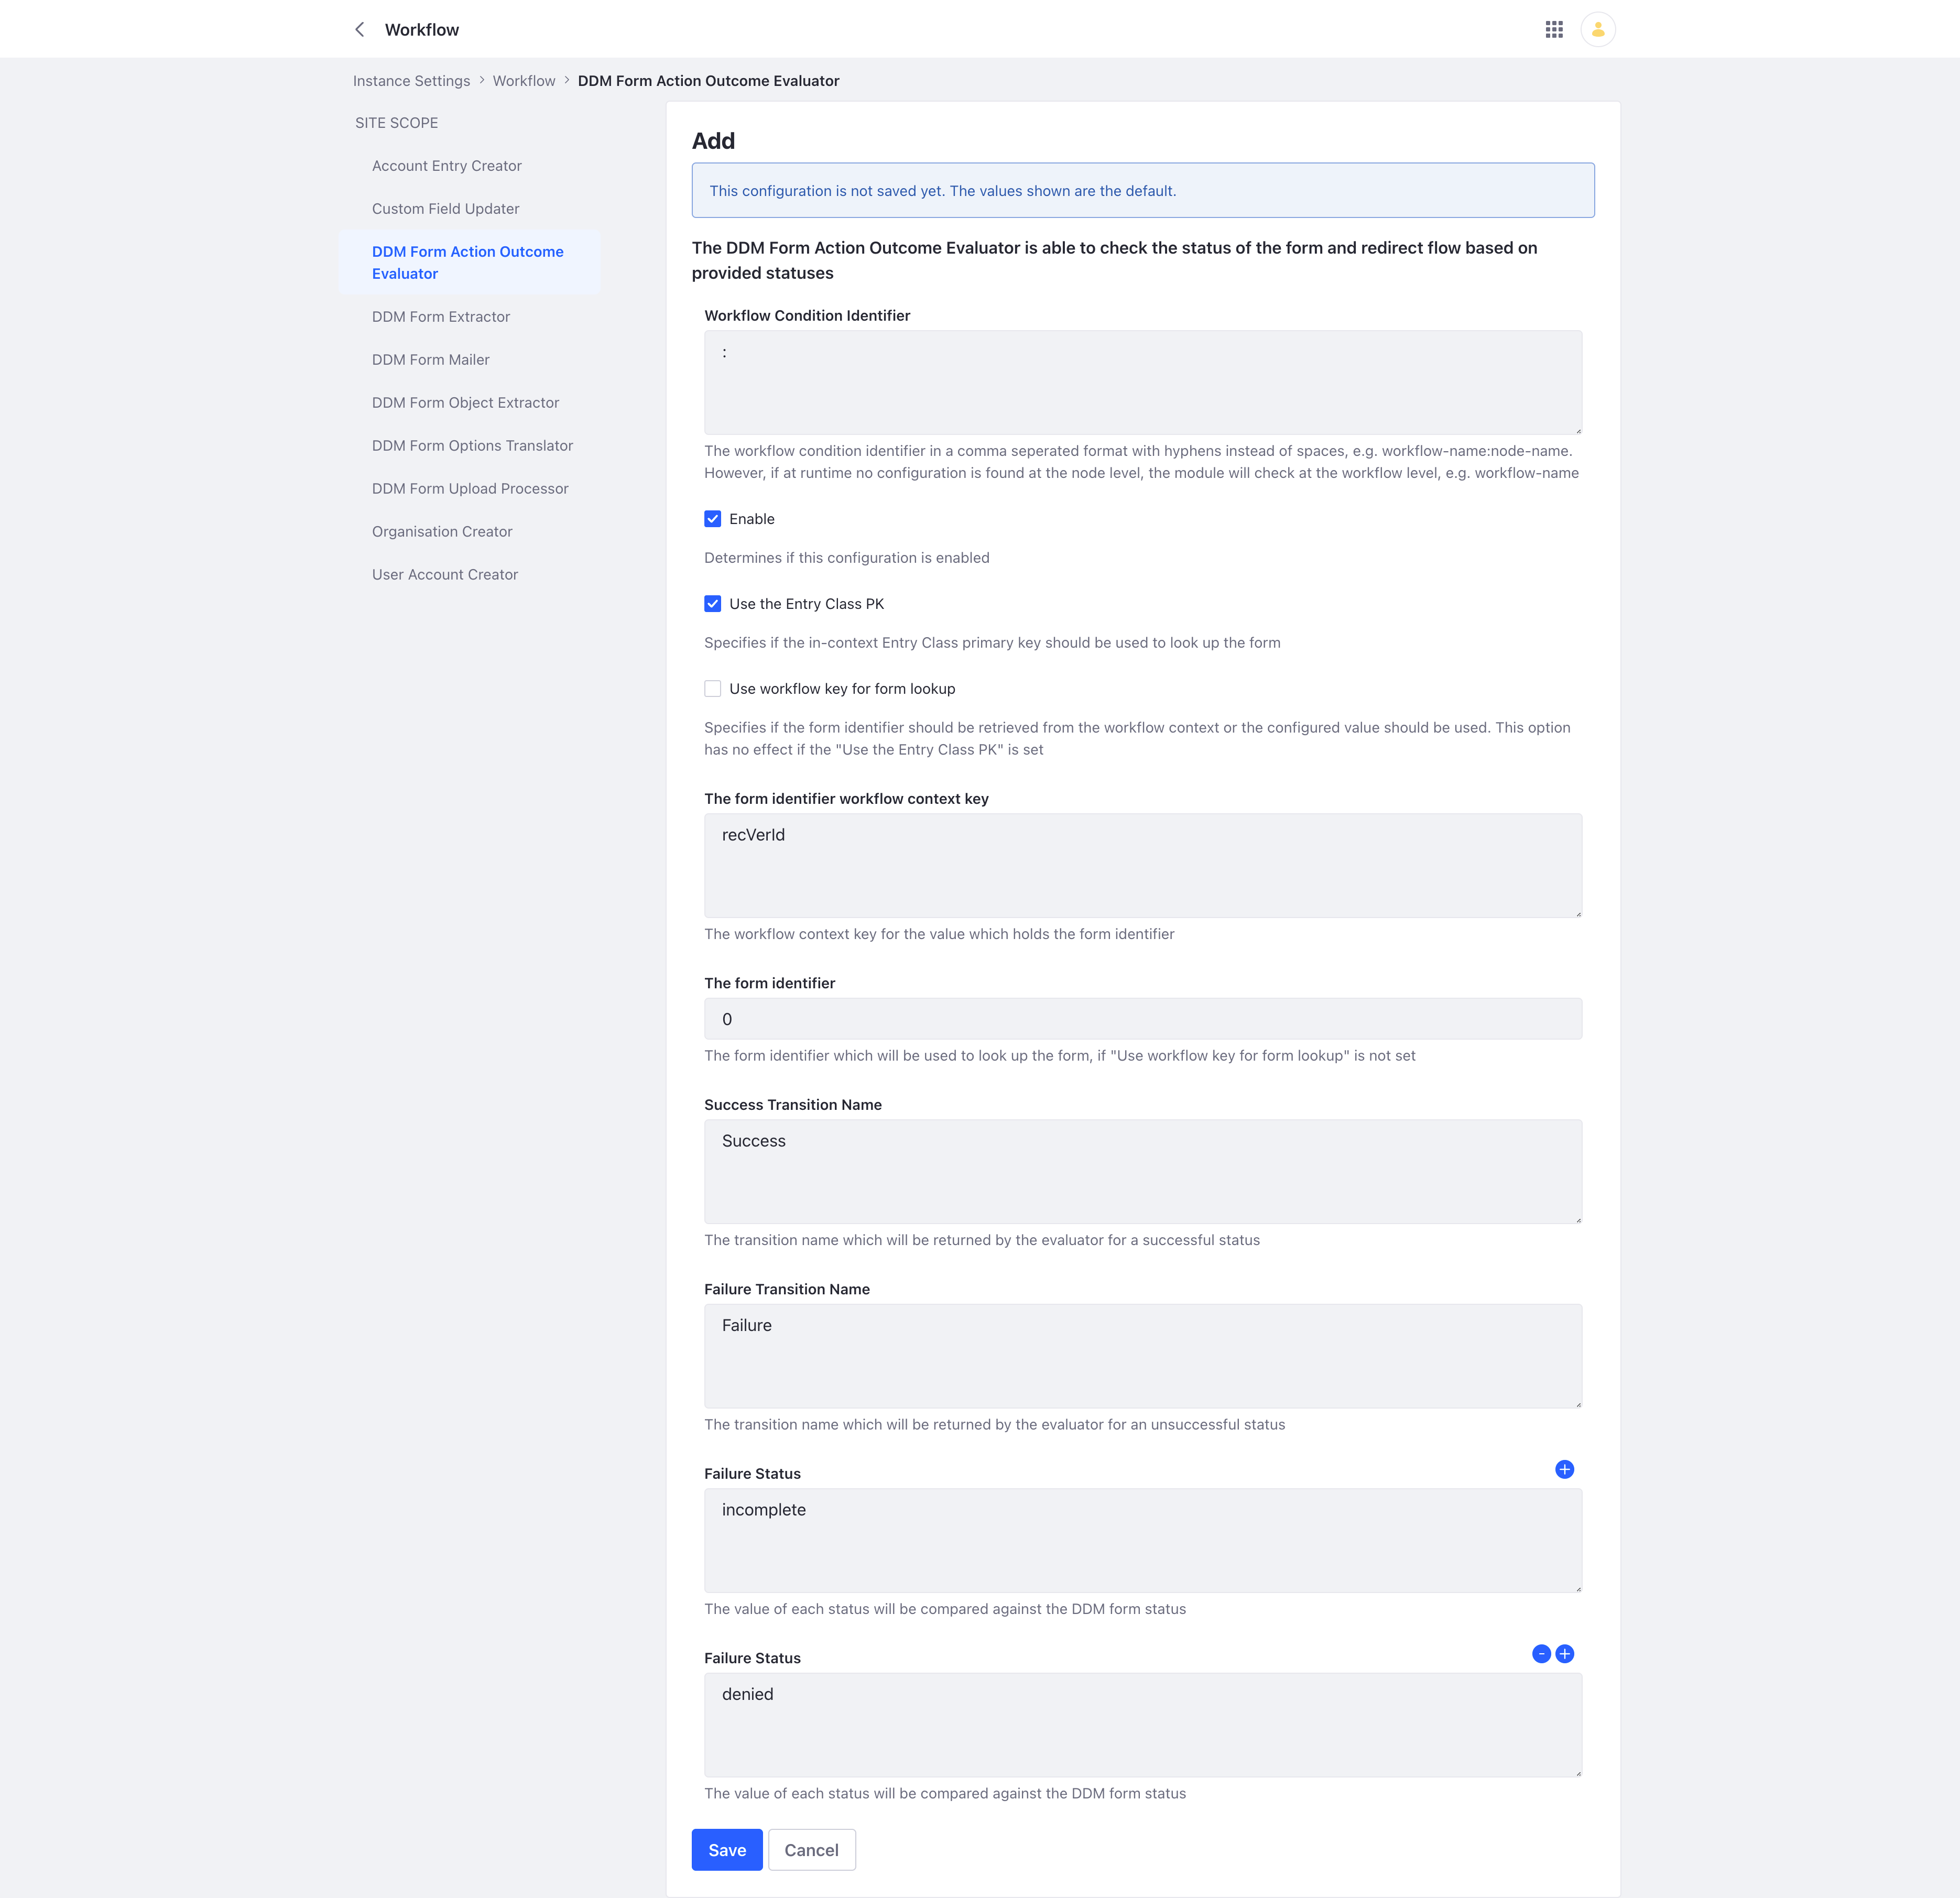 Workflow
Instance Settings > Workflow > DDM Form Action Outcome Evaluator
SITE SCOPE
Account Entry Creator
Custom Field Updater
DDM Form Action Outcome
Evaluator
DDM Form Extractor
DDM Form Mailer
DDM Form Object Extractor
DDM Form Options Translator
DDM Form Upload Processor
Organisation Creator
User Account Creator
Add
This configuration is not saved yet. The values shown are the default.
The DDM Form Action Outcome Evaluator is able to check the status of the form and redirect flow based on
provided statuses
Workflow Condition Identifier
:
The workflow condition identifier in a comma seperated format with hyphens instead of spaces, e.g. workflow-name:node-name.
However, if at runtime no configuration is found at the node level, the module will check at the workflow level, e.g. workflow-name
Enable
Determines if this configuration is enabled
Use the Entry Class PK
Specifies if the in-context Entry Class primary key should be used to look up the form
Use workflow key for form lookup
Specifies if the form identifier should be retrieved from the workflow context or the configured value should be used. This option
has no effect if the "Use the Entry Class PK" is set
The form identifier workflow context key
recVerId
The workflow context key for the value which holds the form identifier
The form identifier
0
The form identifier which will be used to look up the form, if "Use workflow key for form lookup" is not set
Success Transition Name
Success
The transition name which will be returned by the evaluator for a successful status
Failure Transition Name
Failure
The transition name which will be returned by the evaluator for an unsuccessful status
Failure Status
incomplete
The value of each status will be compared against the DDM form status
Failure Status
denied
The value of each status will be compared against the DDM form status
Save Cancel